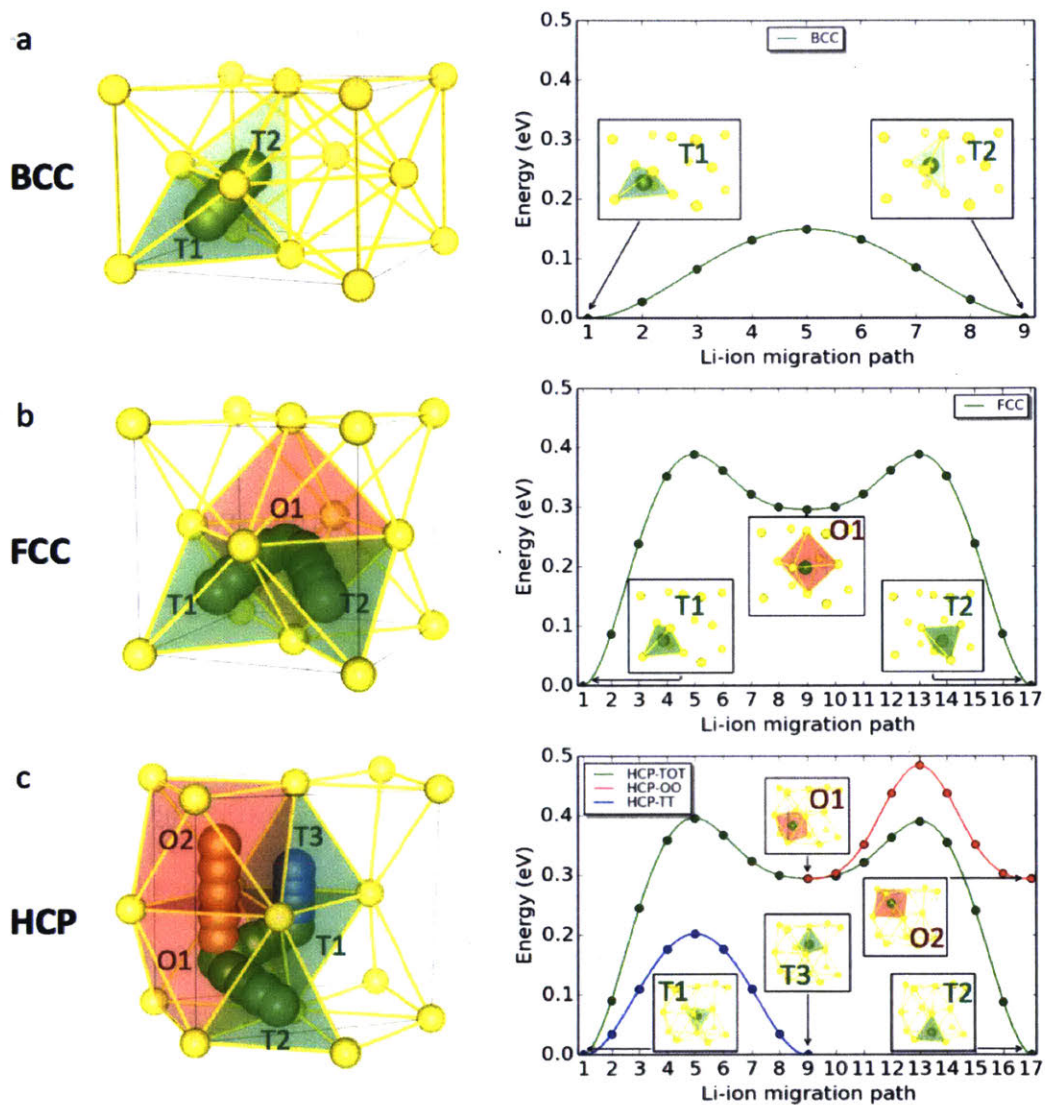 a
BCC
T2
T1
BCC
Energy (eV)
0.5
0.4
0.3
0.2
0.1
0.0
T1
T2
1 2 3 4 5 6 7 8 9
Li-ion migration path
b
FCC
O1
T1
T2
FCC
Energy (eV)
0.5
0.4
0.3
0.2
0.1
0.0
O1
T1
T2
1 2 3 4 5 6 7 8 9 10 11 12 13 14 15 16 17
Li-ion migration path
c
HCP
O2
T3
O1
T1
T2
HCP-TOT
HCP-OO
HCP-TT
Energy (eV)
0.5
0.4
0.3
0.2
0.1
0.0
O1
O2
T3
T1
T2
1 2 3 4 5 6 7 8 9 10 11 12 13 14 15 16 17
Li-ion migration path